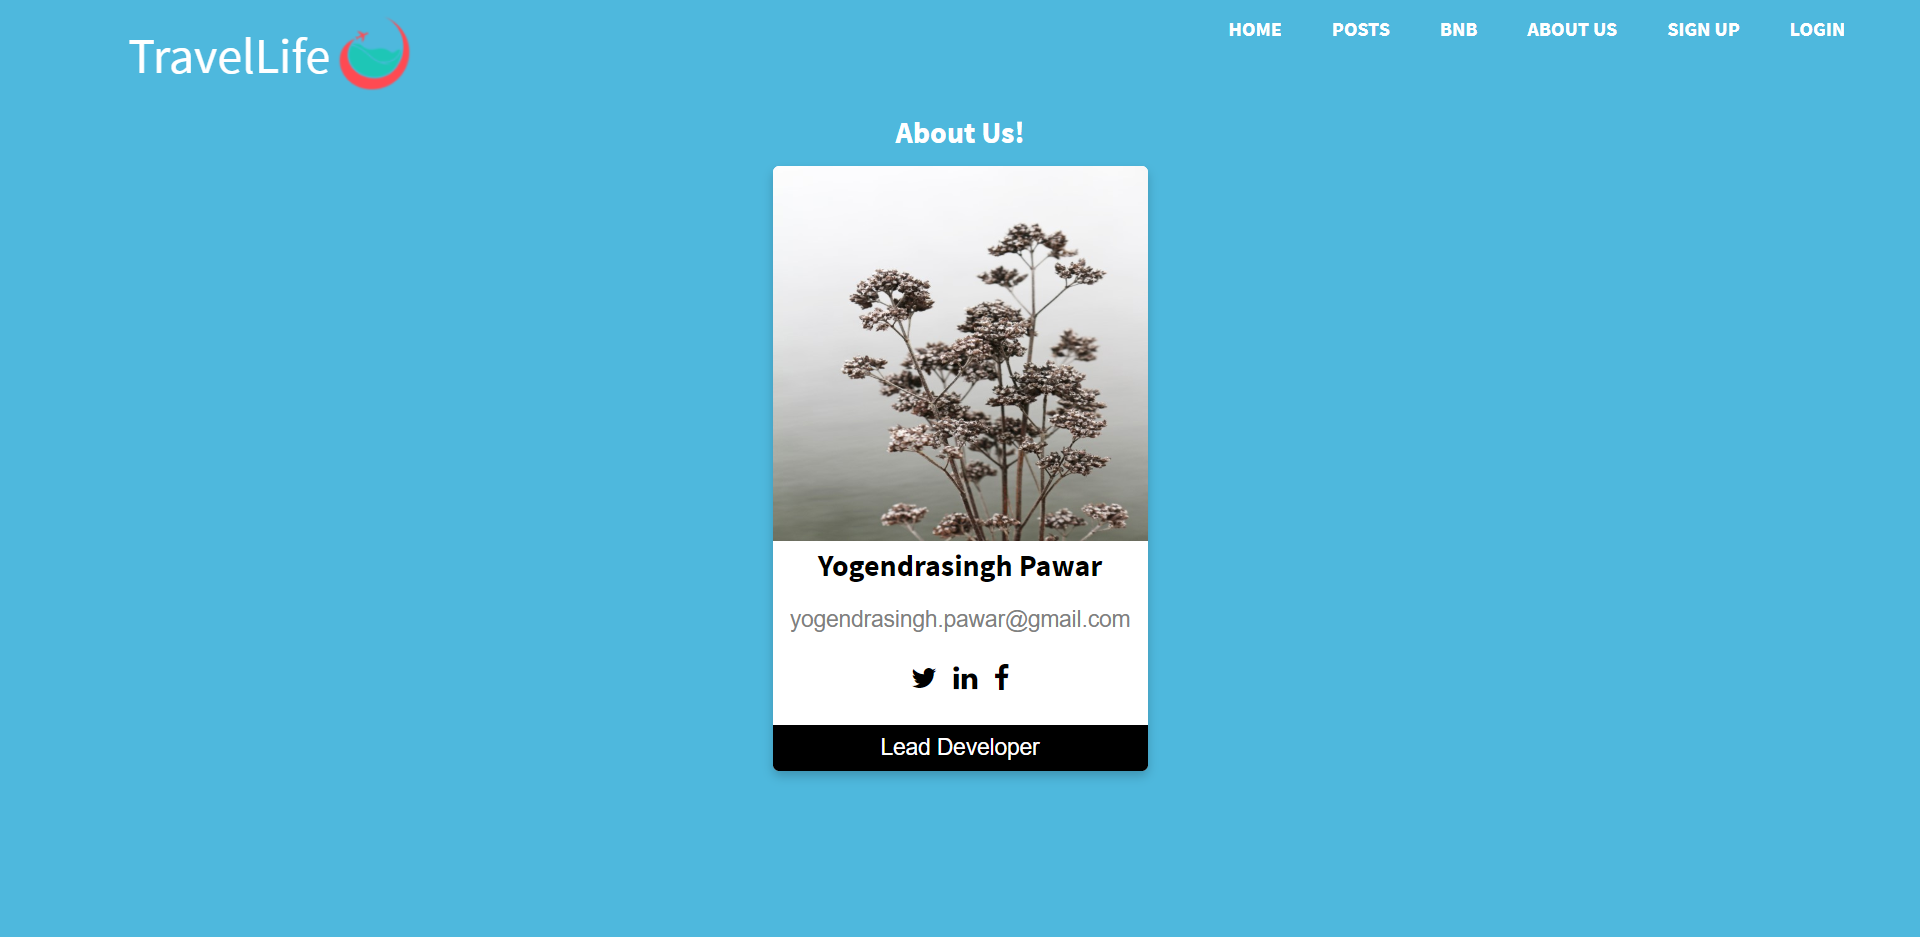 TravelLife
HOME POSTS BNB ABOUT US SIGN UP LOGIN
About Us!
Yogendrasingh Pawar
yogendrasingh.pawar@gmail.com
Lead Developer